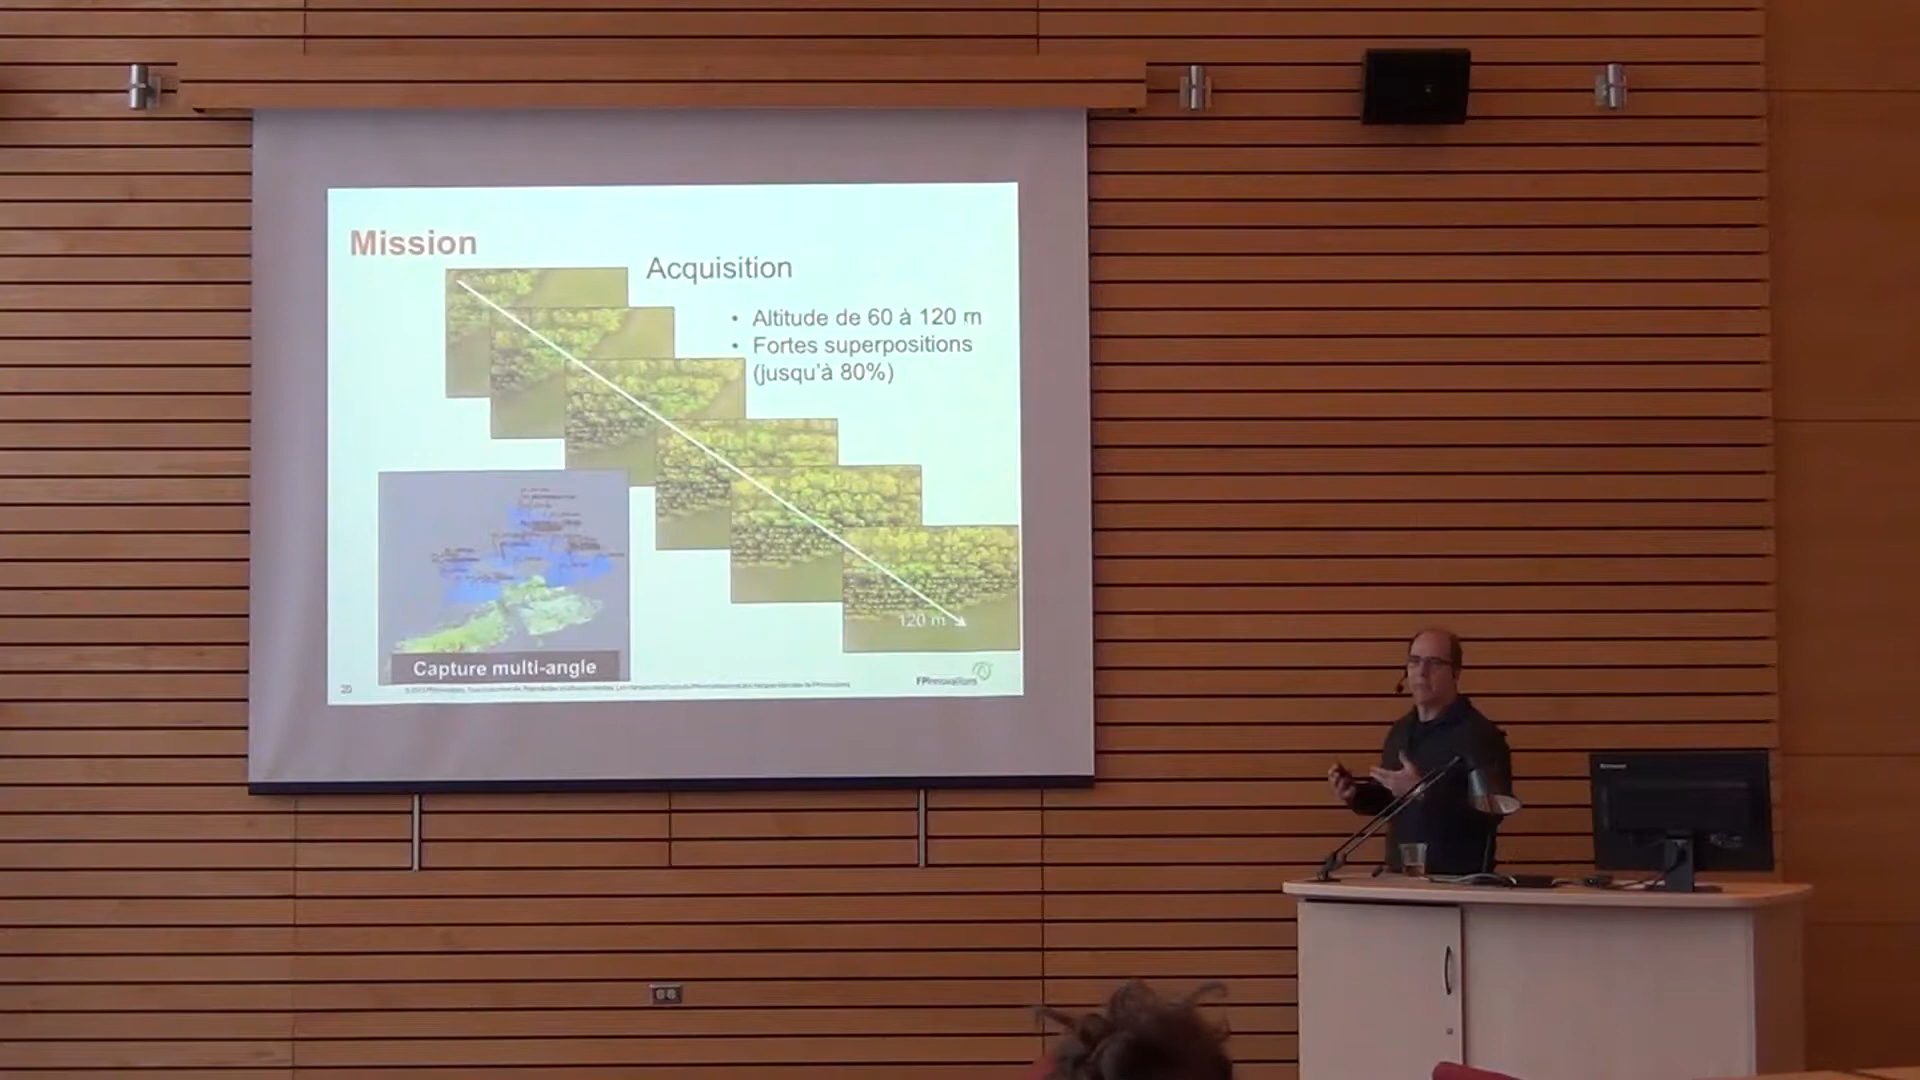 Mission
Acquisition
• Altitude de 60 à 120 m
• Fortes superpositions
(jusqu'à 80%)
120 m
Capture multi-angle
20
FPInnovations